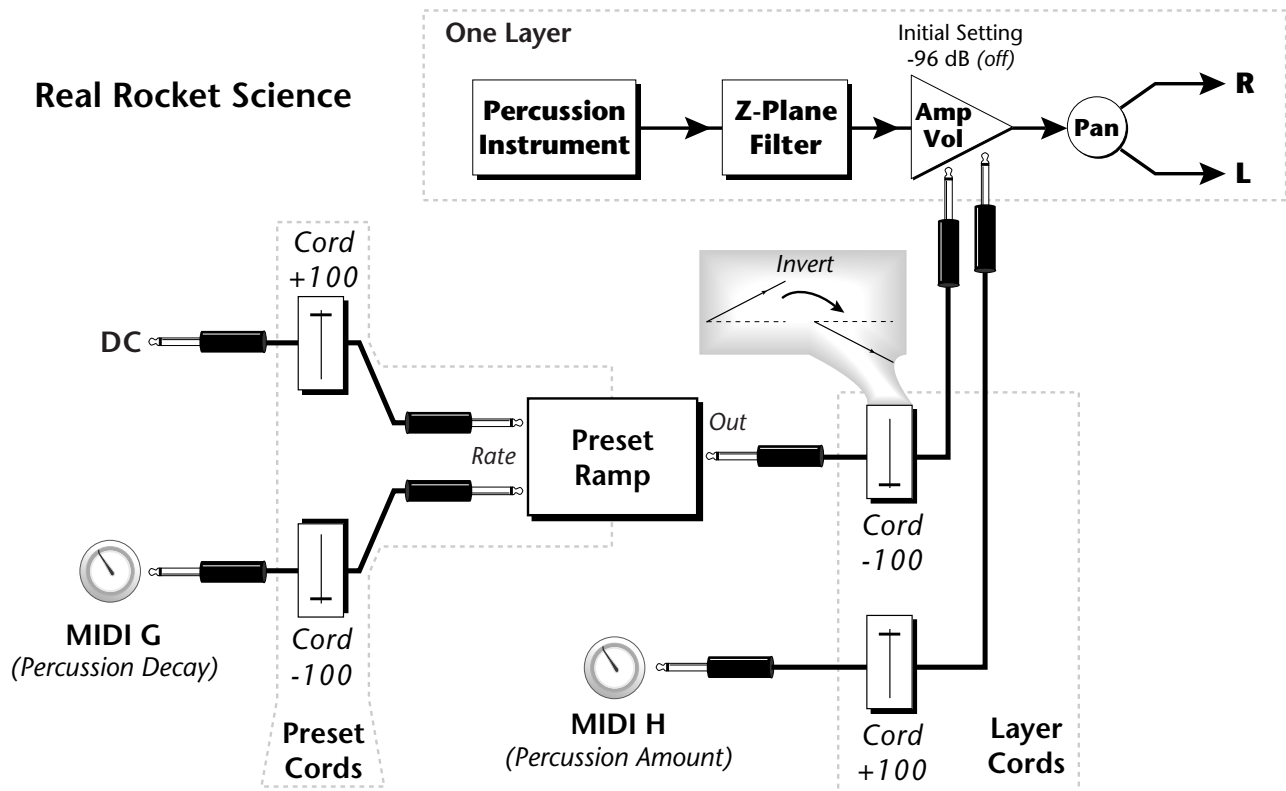 One Layer
Initial Setting
-96 dB (off)
Real Rocket Science
Percussion
Instrument
Z-Plane
Filter
Amp
Vol
Pan
R
L
Cord
+100
Invert
DC
Rate
Preset
Ramp
Out
Cord
-100
MIDI G
(Percussion Decay)
Cord
-100
MIDI H
(Percussion Amount)
Preset
Cords
Cord
+100
Layer
Cords